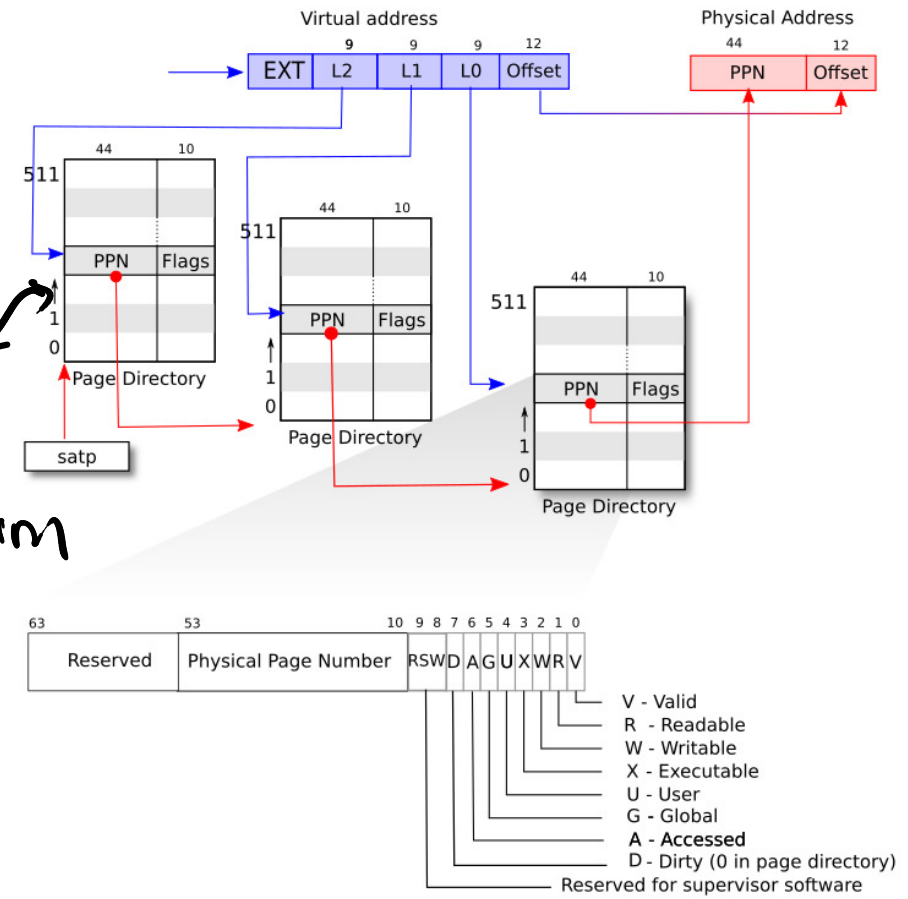 Virtual address
Physical Address
9 9 9 12
44 12
EXT L2 L1 L0 Offset
PPN Offset
44 10
511
PPN Flags
1
0
Page Directory
satp
44 10
511
PPN Flags
1
0
Page Directory
44 10
511
PPN Flags
1
0
Page Directory
63 53 10 9 8 7 6 5 4 3 2 1 0
Reserved Physical Page Number RSW D A G U X W R V
V - Valid
R - Readable
W - Writable
X - Executable
U - User
G - Global
A - Accessed
D - Dirty (0 in page directory)
Reserved for supervisor software